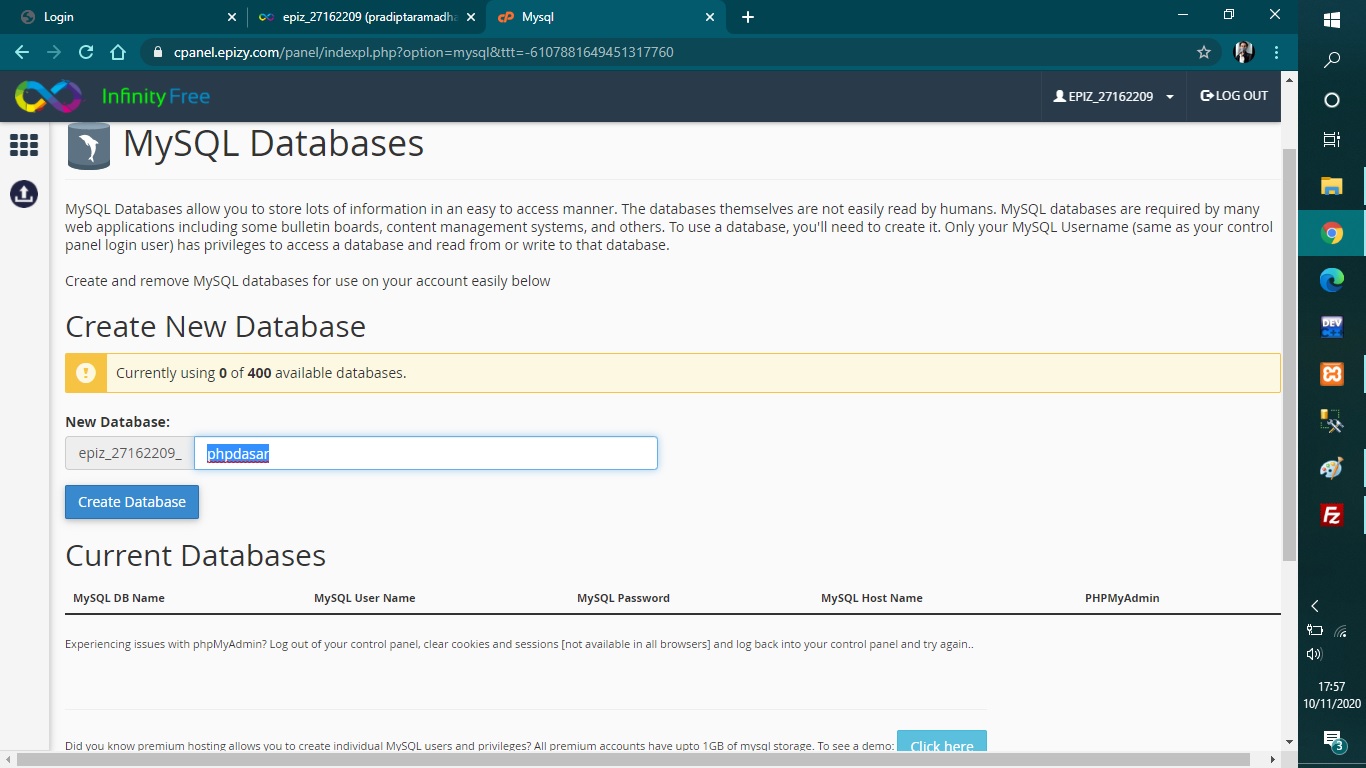 Login
epiz_27162209 (pradiptaramadha
Mysql
cpanel.epizy.com/panel/indexpl.php?option=mysql&ttt=-6107881649451317760
InfinityFree
EPIZ_27162209
LOG OUT
MySQL Databases
MySQL Databases allow you to store lots of information in an easy to access manner. The databases themselves are not easily read by humans. MySQL databases are required by many
web applications including some bulletin boards, content management systems, and others. To use a database, you'll need to create it. Only your MySQL Username (same as your control
panel login user) has privileges to access a database and read from or write to that database.
Create and remove MySQL databases for use on your account easily below
Create New Database
Currently using 0 of 400 available databases.
New Database:
epiz_27162209_ phpdasar
Create Database
Current Databases
MySQL DB Name MySQL User Name MySQL Password MySQL Host Name PHPMyAdmin
Experiencing issues with phpMyAdmin? Log out of your control panel, clear cookies and sessions [not available in all browsers] and log back into your control panel and try again..
Did you know premium hosting allows you to create individual MySQL users and privileges? All premium accounts have upto 1GB of mysql storage. To see a demo: Click here
DEV
C++
Fz
17:57
10/11/2020
3